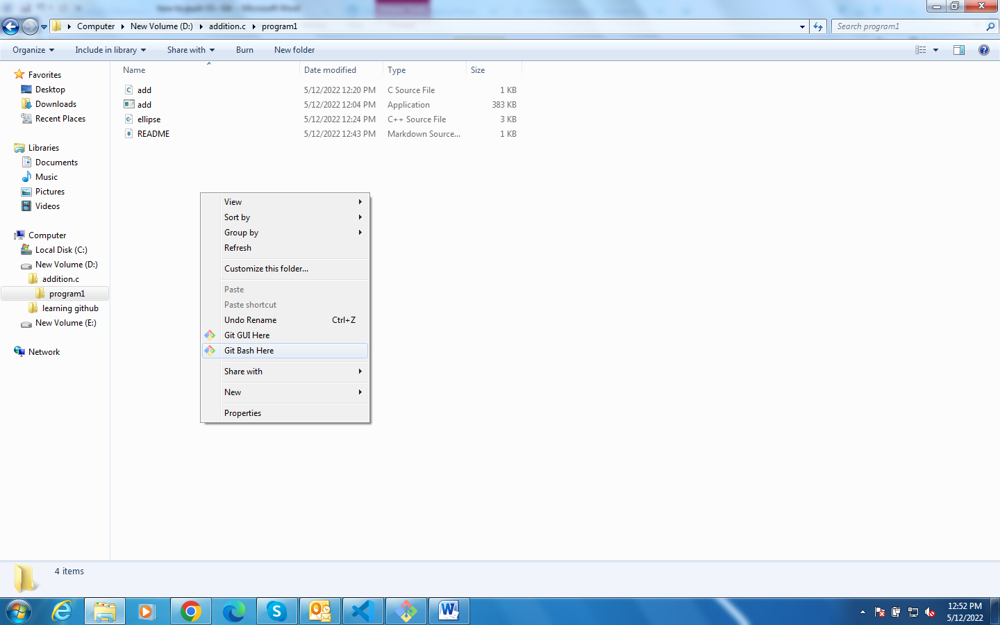 Computer New Volume (D:) addition.c program1
Search program1
Organize Include in library Share with Burn New folder
Favorites
Desktop
Downloads
Recent Places
Libraries
Documents
Music
Pictures
Videos
Computer
Local Disk (C:)
New Volume (D:)
addition.c
program1
learning github
New Volume (E:)
Network
Name Date modified Type Size
add 5/12/2022 12:20 PM C Source File 1 KB
add 5/12/2022 12:04 PM Application 383 KB
ellipse 5/12/2022 12:24 PM C++ Source File 3 KB
README 5/12/2022 12:43 PM Markdown Source... 1 KB
View
Sort by
Group by
Refresh
Customize this folder...
Paste
Paste shortcut
Undo Rename Ctrl+Z
Git GUI Here
Git Bash Here
Share with
New
Properties
4 items
12:52 PM
5/12/2022